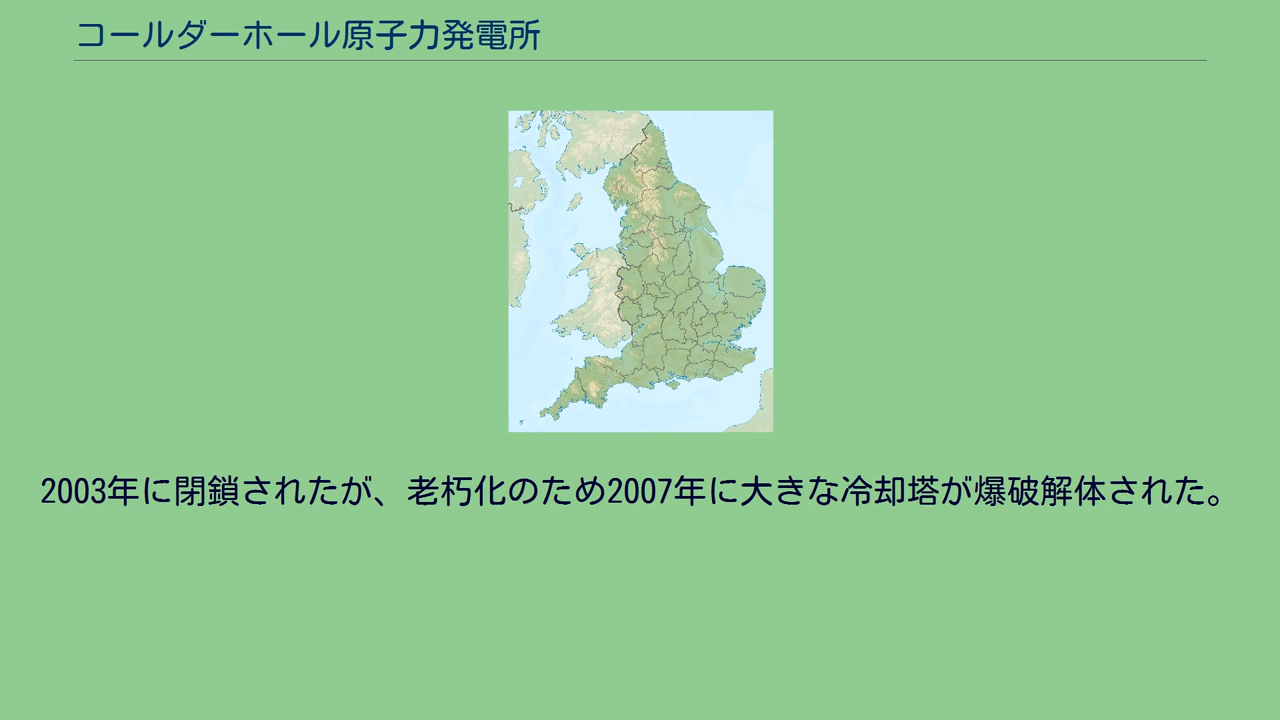 コールダーホール原子力発電所
2003年に閉鎖されたが、老朽化のため2007年に大きな冷却塔が爆破解体された。